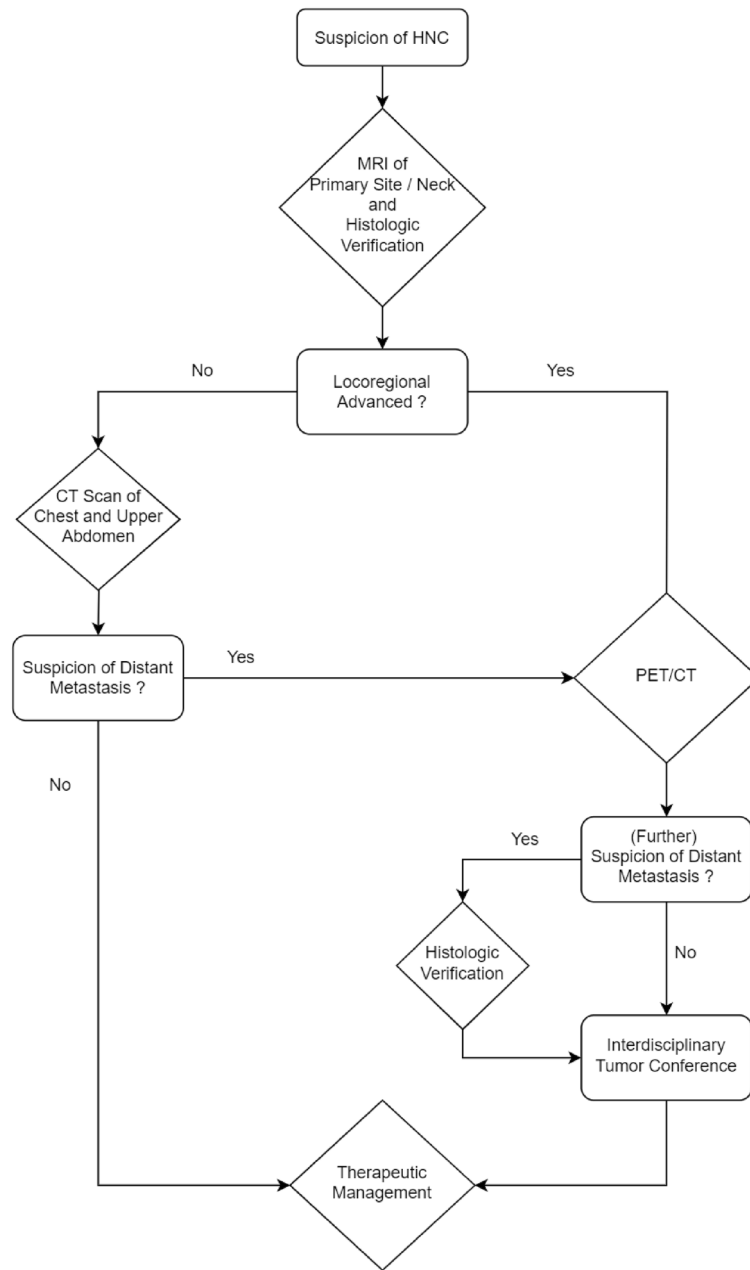 Suspicion of HNC
MRI of
Primary Site / Neck
and
Histologic
Verification
No
Locoregional
Advanced ?
Yes
CT Scan of
Chest and Upper
Abdomen
Suspicion of Distant
Metastasis ?
Yes
PET/CT
No
(Further)
Suspicion of Distant
Metastasis ?
Yes
Histologic
Verification
No
Interdisciplinary
Tumor Conference
Therapeutic
Management